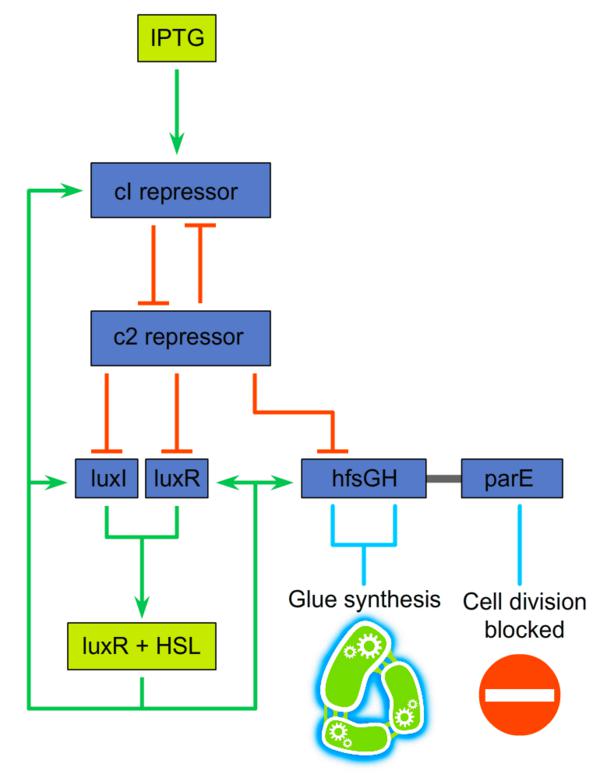 IPTG
cI repressor
c2 repressor
luxI
luxR
hfsGH
parE
Glue synthesis
Cell division
blocked
luxR + HSL